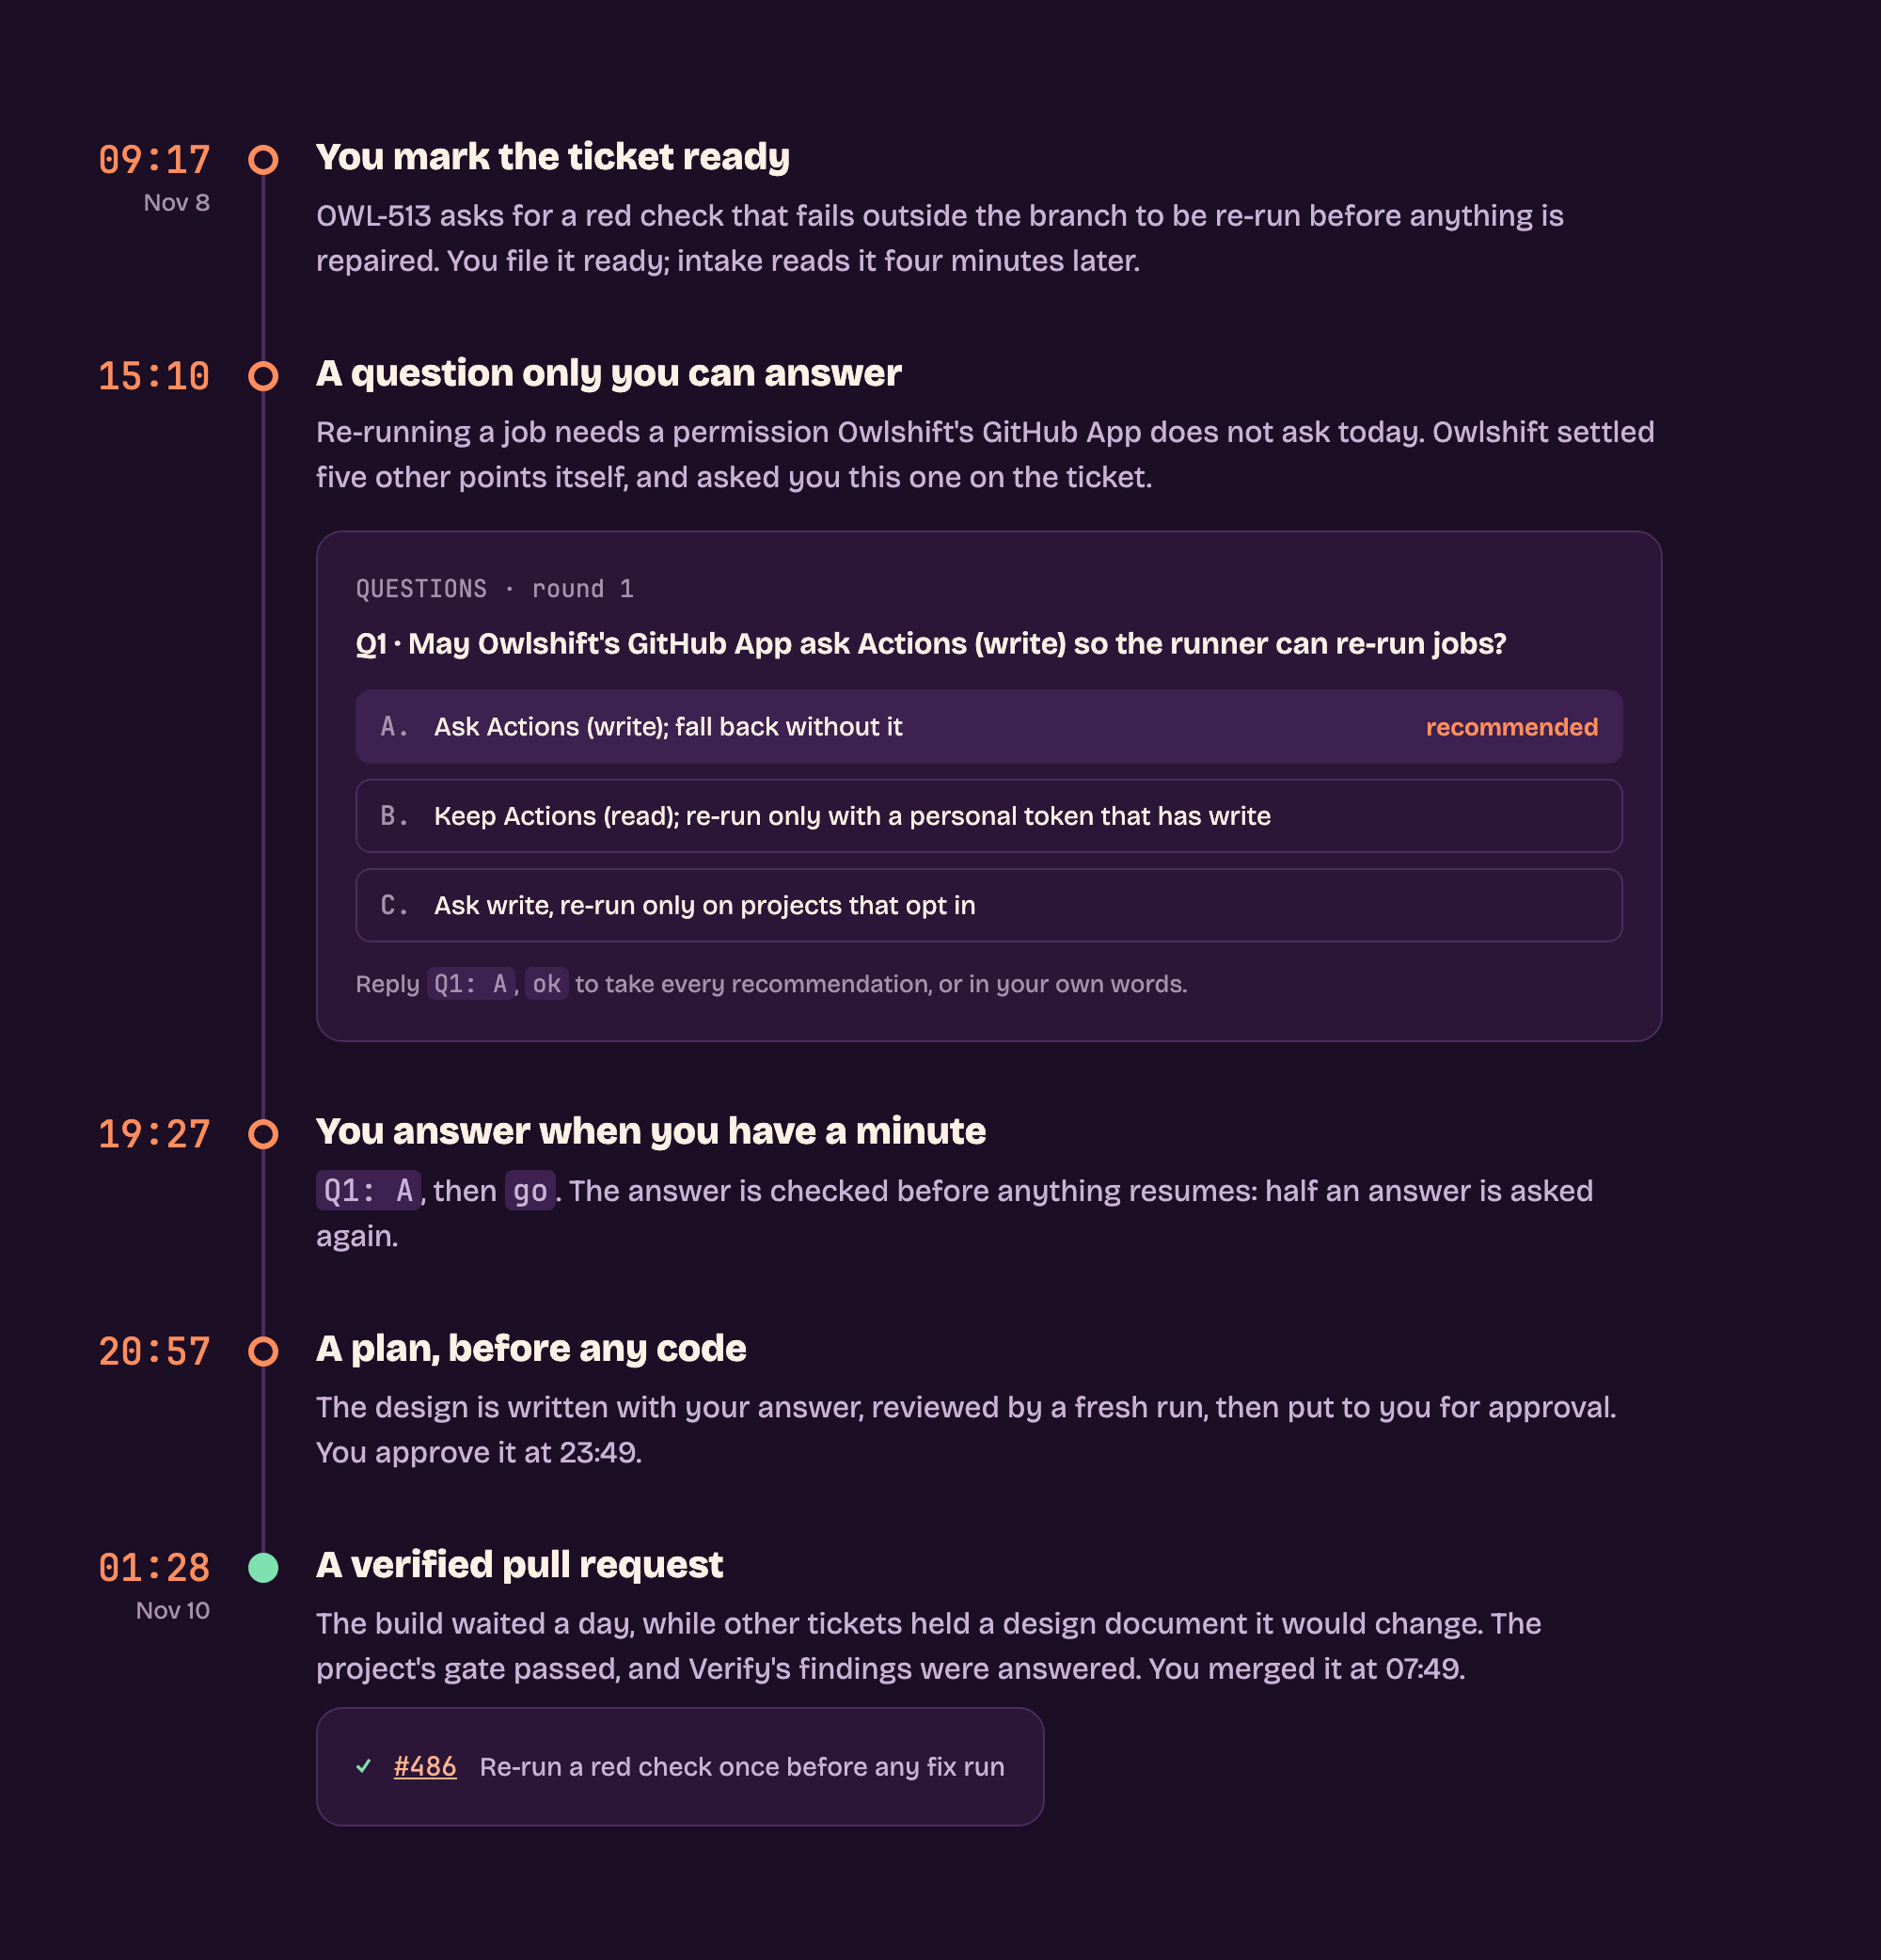 09:17
Nov 8
You mark the ticket ready
OWL-513 asks for a red check that fails outside the branch to be re-run before anything is
repaired. You file it ready; intake reads it four minutes later.
15:10
A question only you can answer
Re-running a job needs a permission Owlshift's GitHub App does not ask today. Owlshift settled
five other points itself, and asked you this one on the ticket.
QUESTIONS · round 1
Q1 · May Owlshift's GitHub App ask Actions (write) so the runner can re-run jobs?
A. Ask Actions (write); fall back without it recommended
B. Keep Actions (read); re-run only with a personal token that has write
C. Ask write, re-run only on projects that opt in
Reply Q1: A, ok to take every recommendation, or in your own words.
19:27
You answer when you have a minute
Q1: A, then go. The answer is checked before anything resumes: half an answer is asked
again.
20:57
A plan, before any code
The design is written with your answer, reviewed by a fresh run, then put to you for approval.
You approve it at 23:49.
01:28
Nov 10
A verified pull request
The build waited a day, while other tickets held a design document it would change. The
project's gate passed, and Verify's findings were answered. You merged it at 07:49.
#486 Re-run a red check once before any fix run